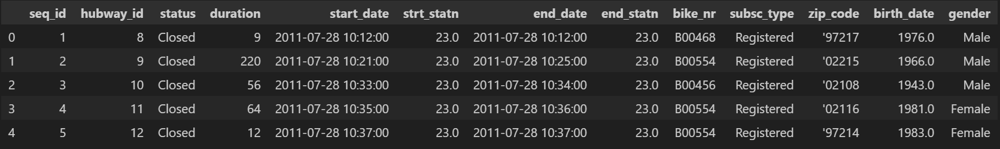 seq_id hubway_id status duration start_date strt_statn end_date end_statn bike_nr subsc_type zip_code birth_date gender
0 1 8 Closed 9 2011-07-28 10:12:00 23.0 2011-07-28 10:12:00 23.0 B00468 Registered '97217 1976.0 Male
1 2 9 Closed 220 2011-07-28 10:21:00 23.0 2011-07-28 10:25:00 23.0 B00554 Registered '02215 1966.0 Male
2 3 10 Closed 56 2011-07-28 10:33:00 23.0 2011-07-28 10:34:00 23.0 B00456 Registered '02108 1943.0 Male
3 4 11 Closed 64 2011-07-28 10:35:00 23.0 2011-07-28 10:36:00 23.0 B00554 Registered '02116 1981.0 Female
4 5 12 Closed 12 2011-07-28 10:37:00 23.0 2011-07-28 10:37:00 23.0 B00554 Registered '97214 1983.0 Female